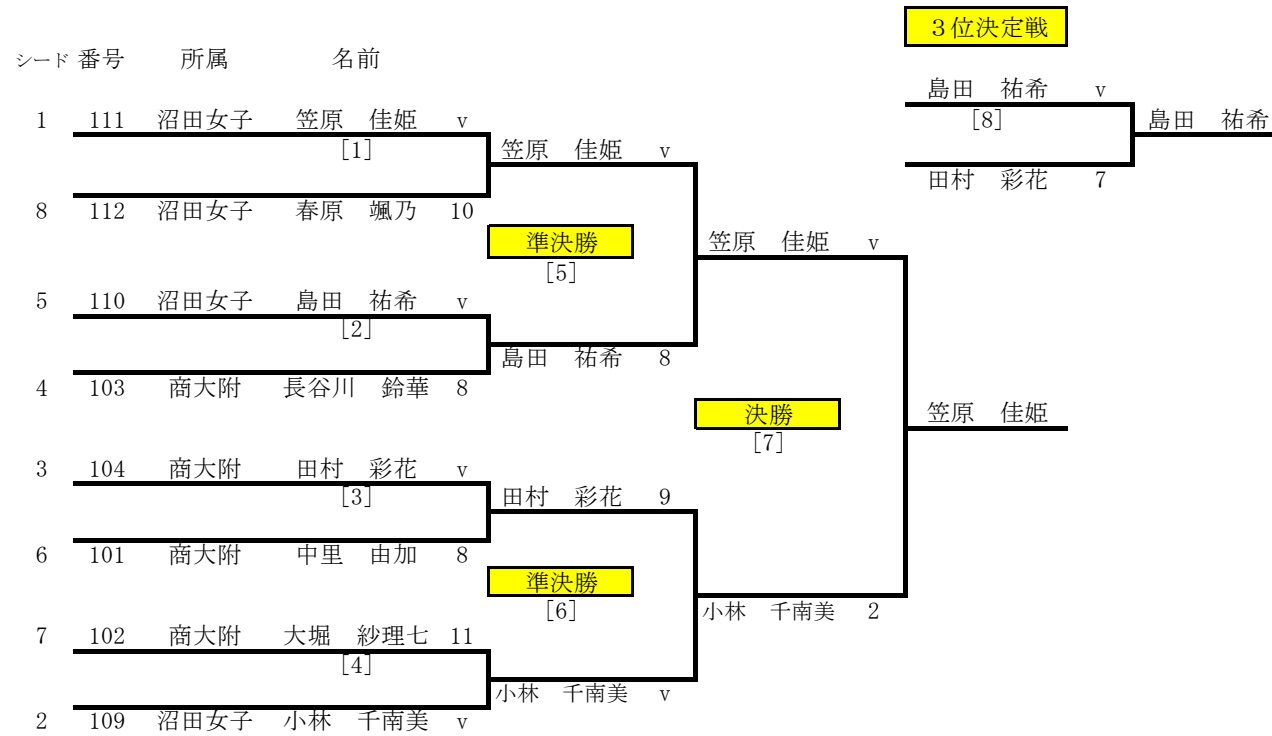 ３位決定戦
シード 番号 所属 名前
島田 祐希 v
1 111 沼田女子 笠原 佳姫 v
[8]
島田 祐希
[1]
笠原 佳姫 v
田村 彩花 7
8 112 沼田女子 春原 颯乃 10
準決勝
笠原 佳姫 v
[5]
5 110 沼田女子 島田 祐希 v
[2]
島田 祐希 8
4 103 商大附 長谷川 鈴華 8
決勝
笠原 佳姫
[7]
3 104 商大附 田村 彩花 v
[3]
田村 彩花 9
6 101 商大附 中里 由加 8
準決勝
[6]
小林 千南美 2
7 102 商大附 大堀 紗理七 11
[4]
小林 千南美 v
2 109 沼田女子 小林 千南美 v